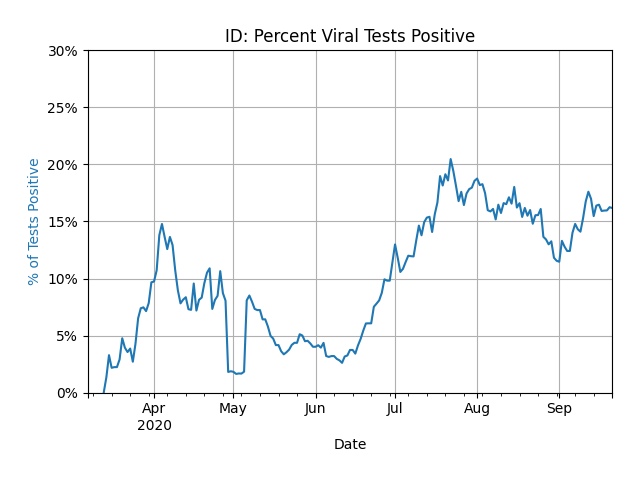 ID: Percent Viral Tests Positive
30%
25%
20%
15%
10%
5%
0%
% of Tests Positive
Apr May Jun Jul Aug Sep
2020
Date